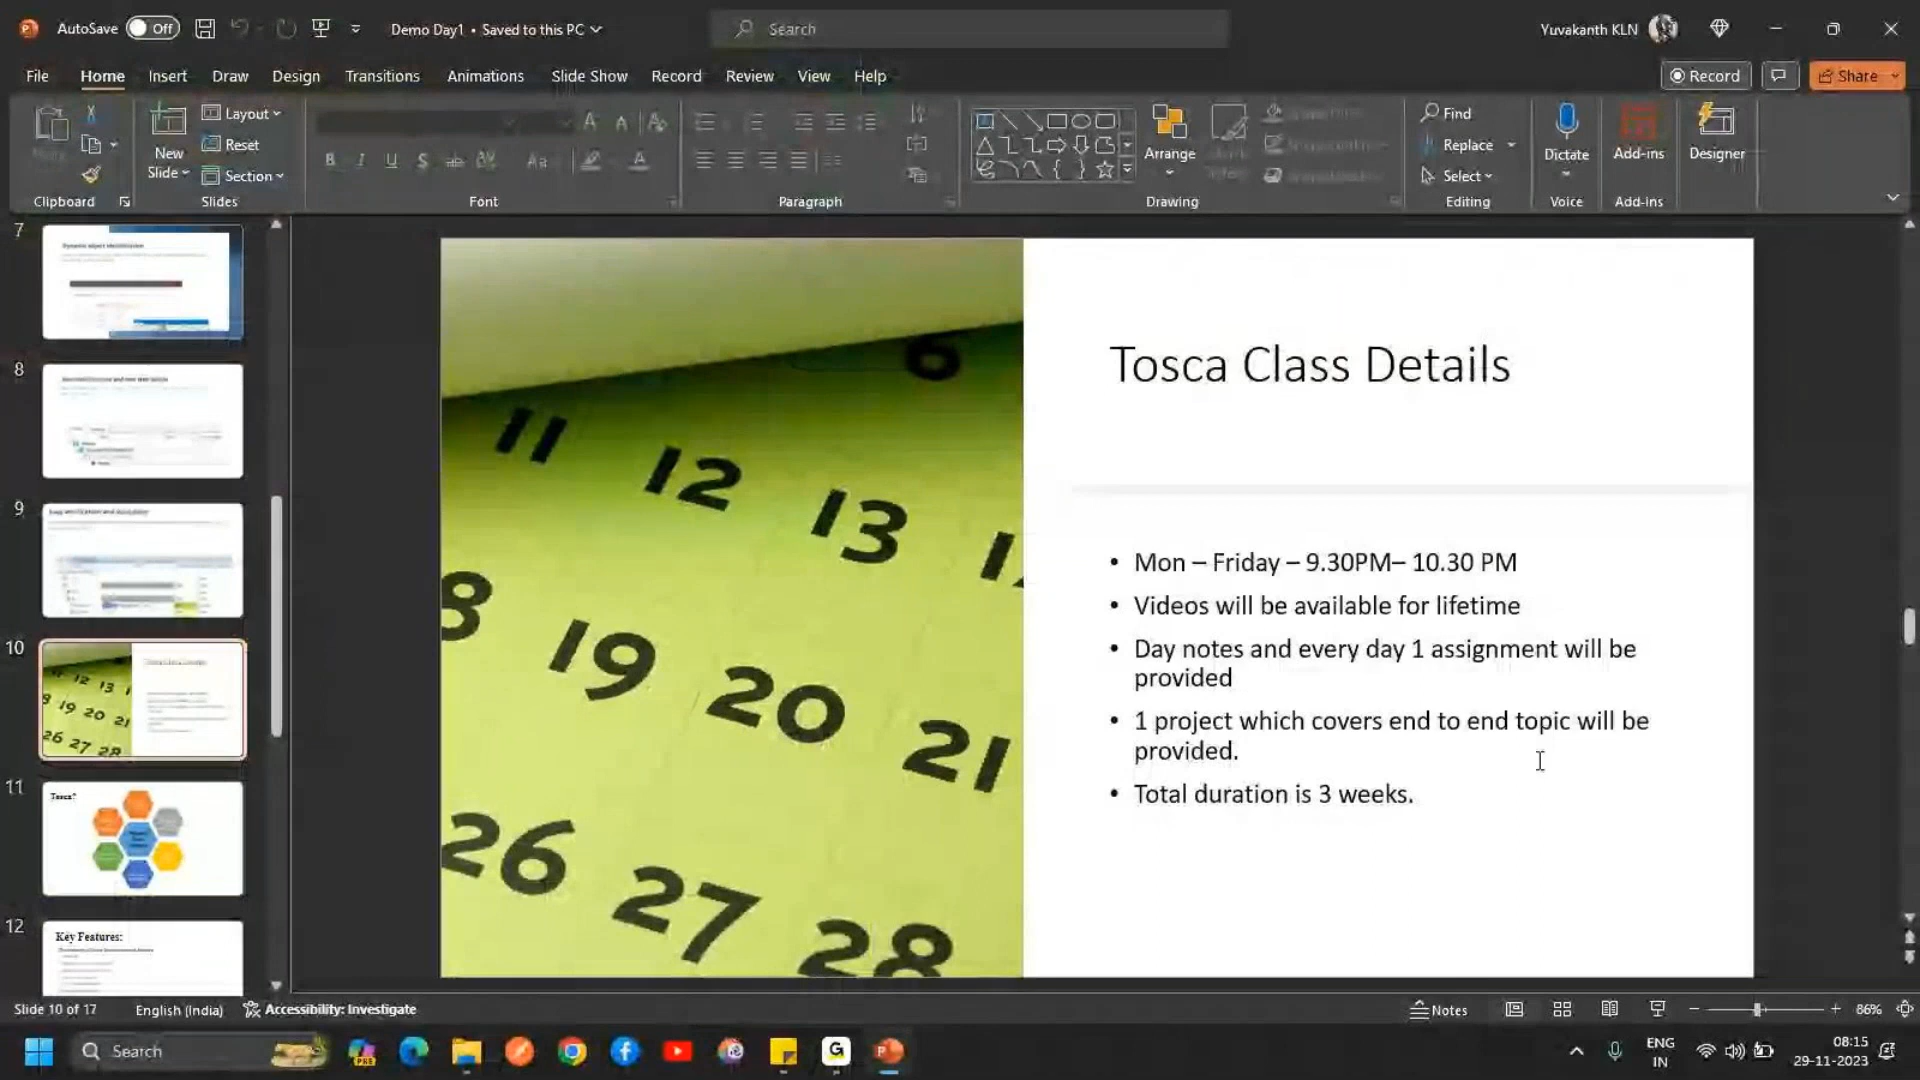 AutoSave Off Demo Day1 • Saved to this PC Search Yuvakanth KLN
File Home Insert Draw Design Transitions Animations Slide Show Record Review View Help Record Share
New Slide
Layout
Reset
Section
Arrange
Find
Replace
Select
Dictate
Add-ins
Designer
Clipboard Slides Font Paragraph Drawing Editing Voice Add-ins
7
8
9
10
11
Tosca?
12
Key Features:
6
11 12 13
19 20 21
26 27 28
Tosca Class Details
• Mon – Friday – 9.30PM– 10.30 PM
• Videos will be available for lifetime
• Day notes and every day 1 assignment will be
provided
• 1 project which covers end to end topic will be
provided.
• Total duration is 3 weeks.
Slide 10 of 17 English (India) Accessibility: Investigate Notes 86%
Search ENG IN 08:15
29-11-2023